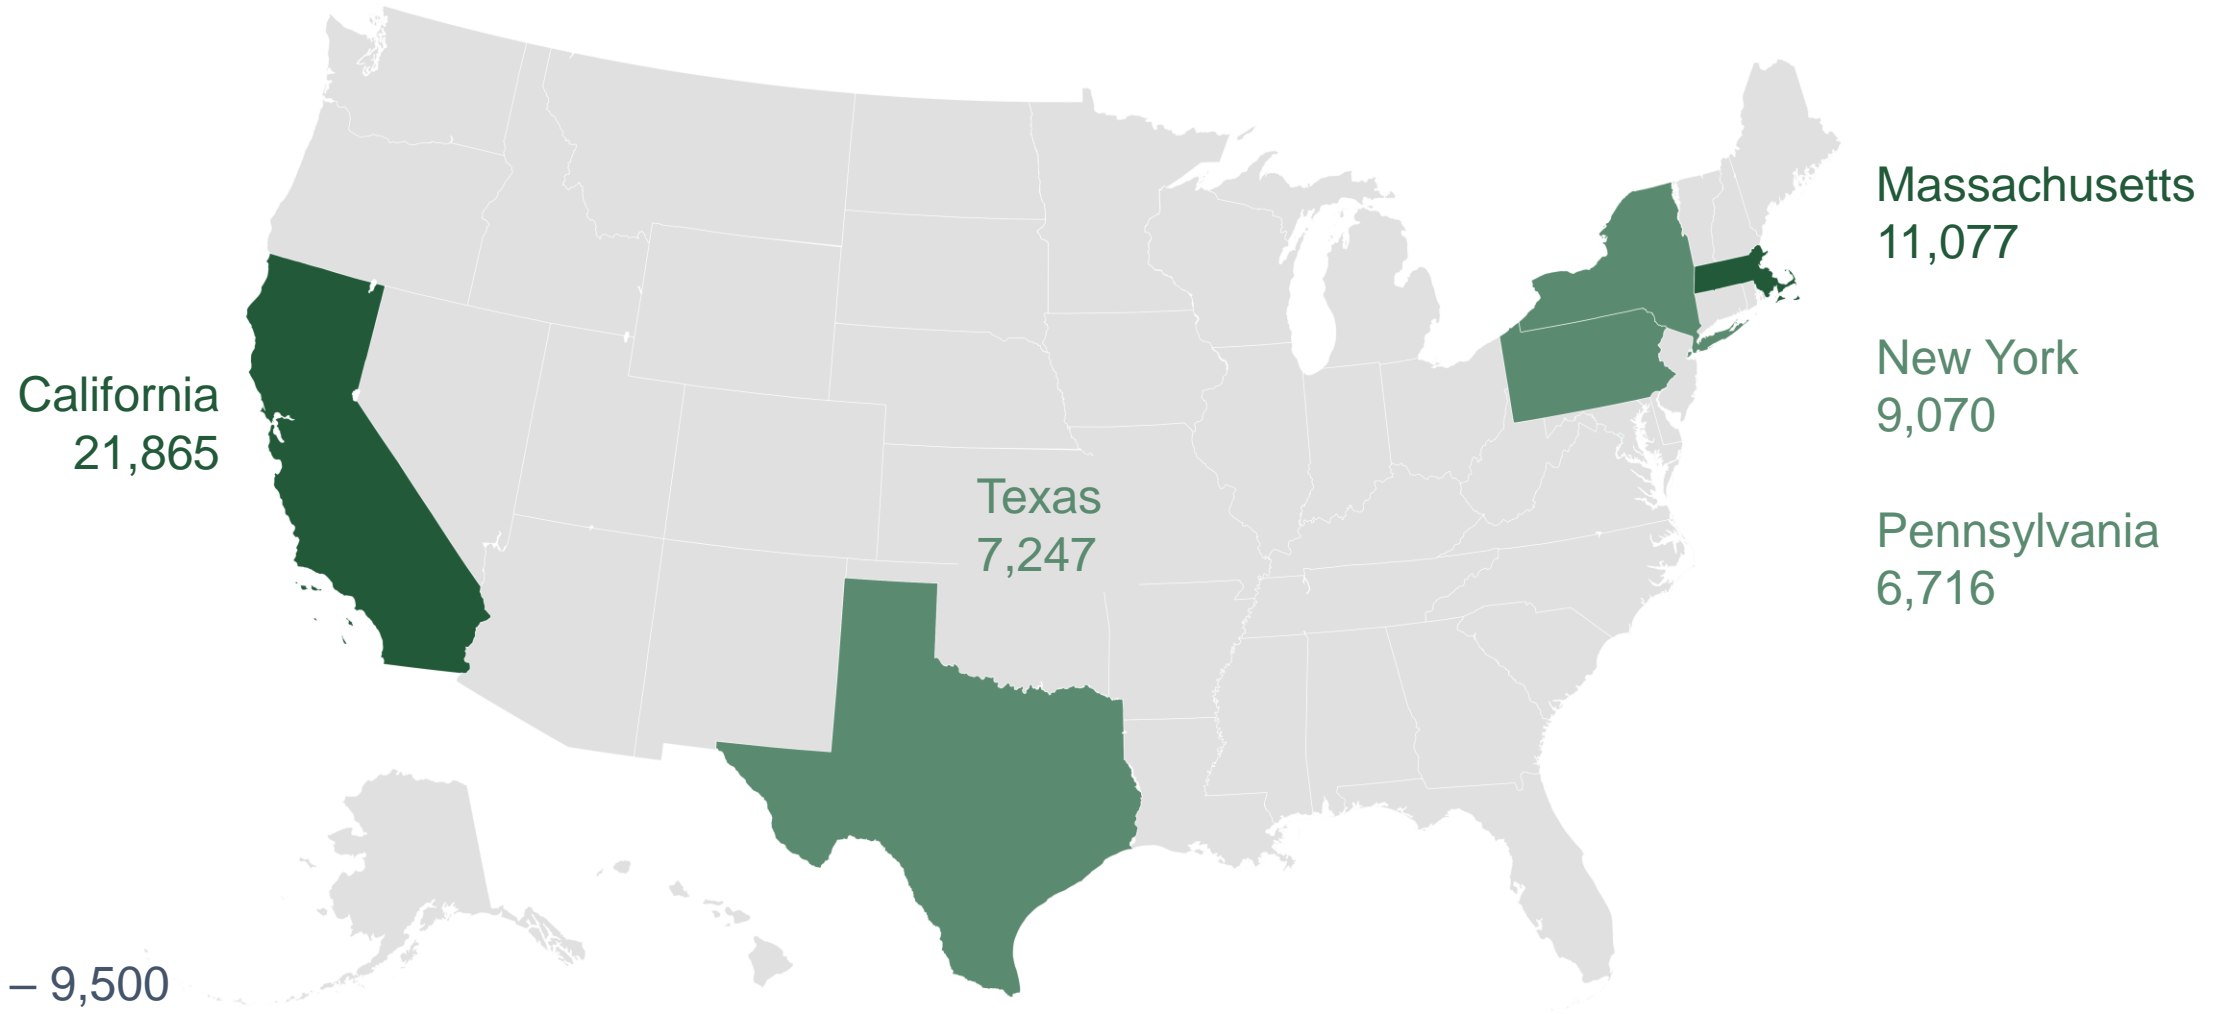 Massachusetts
11,077
New York
9,070
California
21,865
Texas
7,247
Pennsylvania
6,716
– 9,500